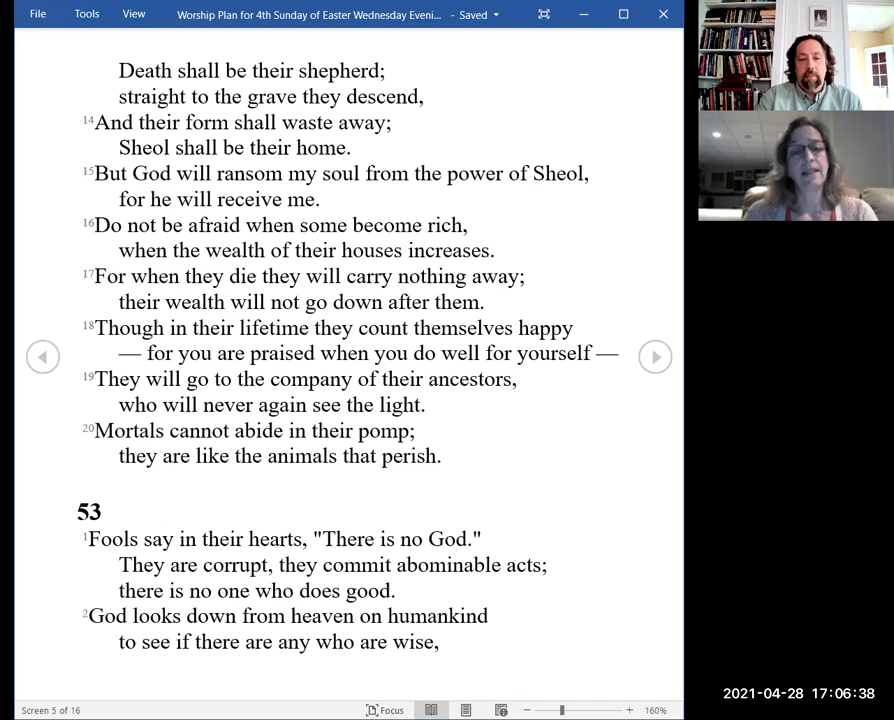 File Tools View Worship Plan for 4th Sunday of Easter Wednesday Eveni... - Saved
Death shall be their shepherd;
straight to the grave they descend,
14And their form shall waste away;
Sheol shall be their home.
15But God will ransom my soul from the power of Sheol,
for he will receive me.
16Do not be afraid when some become rich,
when the wealth of their houses increases.
17For when they die they will carry nothing away;
their wealth will not go down after them.
18Though in their lifetime they count themselves happy
— for you are praised when you do well for yourself —
19They will go to the company of their ancestors,
who will never again see the light.
20Mortals cannot abide in their pomp;
they are like the animals that perish.
53
1Fools say in their hearts, "There is no God."
They are corrupt, they commit abominable acts;
there is no one who does good.
2God looks down from heaven on humankind
to see if there are any who are wise,
2021-04-28 17:06:38
Screen 5 of 16 Focus 160%